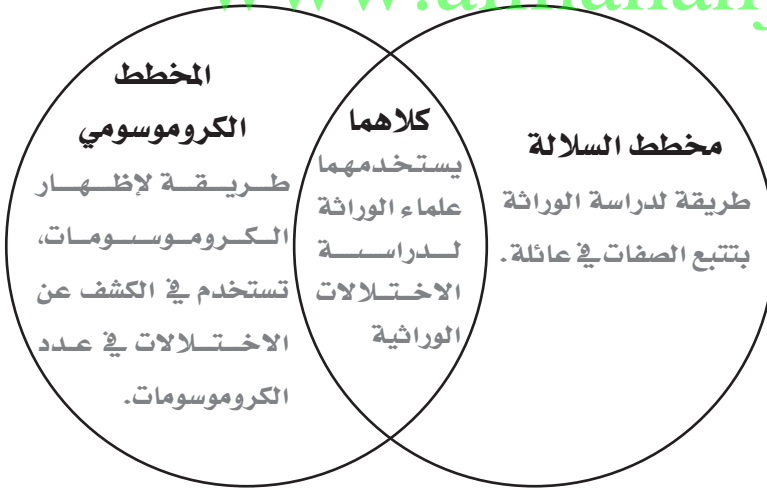 مخطط السلالة
طريقة لدراسة الوراثة
بتتبع الصفات في عائلة.
كلاهما
يستخدمهما
علماء الوراثة
لدراسة
الاختلالات
الوراثية
المخطط
الكروموسومي
طريقة لإظهار
الكروموسومات،
تستخدم في الكشف عن
الاختلالات في عدد
الكروموسومات.